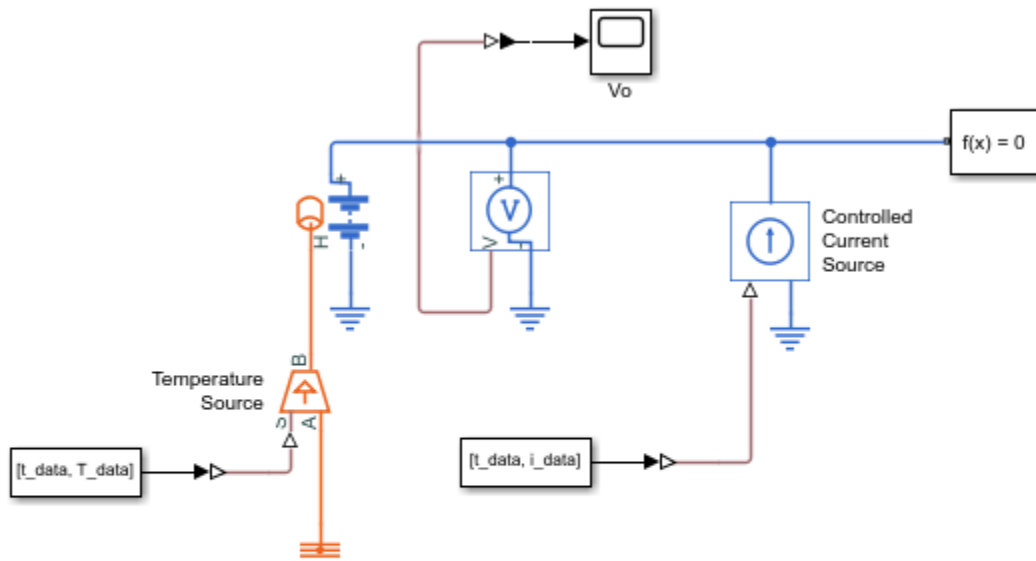 Vo
f(x) = 0
+
+
V
Controlled
Current
Source
H
-
V
-
B
Temperature
Source
S
A
[t_data, T_data]
[t_data, i_data]